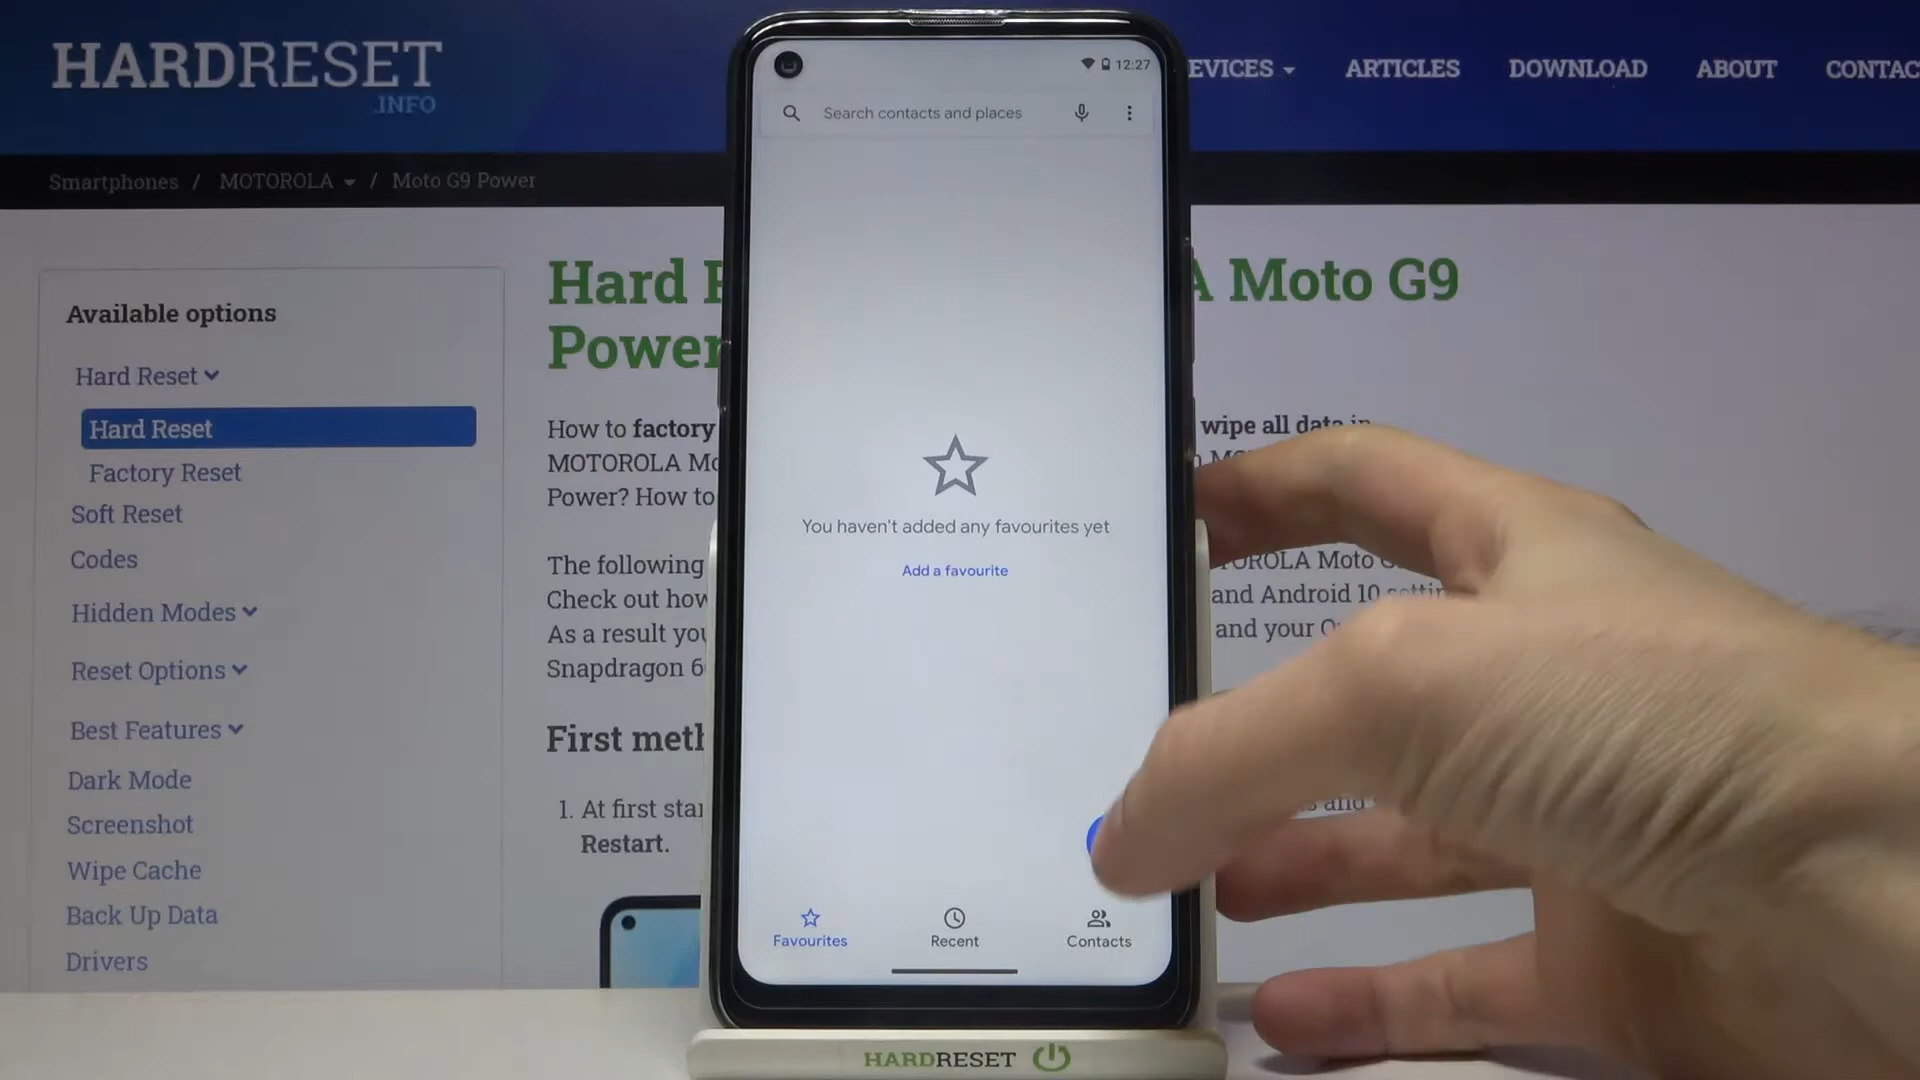 HARDRESET
.INFO
EVICES
ARTICLES
DOWNLOAD
ABOUT
CONTAC
Smartphones / MOTOROLA / Moto G9 Power
12:27
Search contacts and places
You haven't added any favourites yet
Add a favourite
Favourites
Recent
Contacts
Available options
Hard Reset
Hard Reset
Factory Reset
Soft Reset
Codes
Hidden Modes
Reset Options
Best Features
Dark Mode
Screenshot
Wipe Cache
Back Up Data
Drivers
Hard A Moto G9
Power
How to factory wipe all data in
MOTOROLA Mo
Power? How to
The following OROLA Moto
Check out how and Android 10 settin
As a result you and your
Snapdragon 6
First meth
1. At first star and
Restart.
HARDRESET